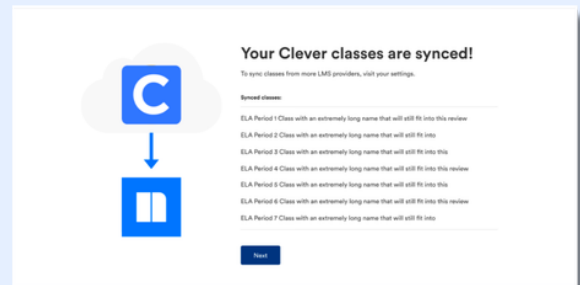 Your Clever classes are synced!
To sync classes from more LMS providers, visit your settings.
Synced classes:
ELA Period 1 Class with an extremely long name that will still fit into this review
ELA Period 2 Class with an extremely long name that will still fit into
ELA Period 3 Class with an extremely long name that will still fit into this
ELA Period 4 Class with an extremely long name that will still fit into this review
ELA Period 5 Class with an extremely long name that will still fit into this
ELA Period 6 Class with an extremely long name that will still fit into this review
ELA Period 7 Class with an extremely long name that will still fit into
Next
C
n